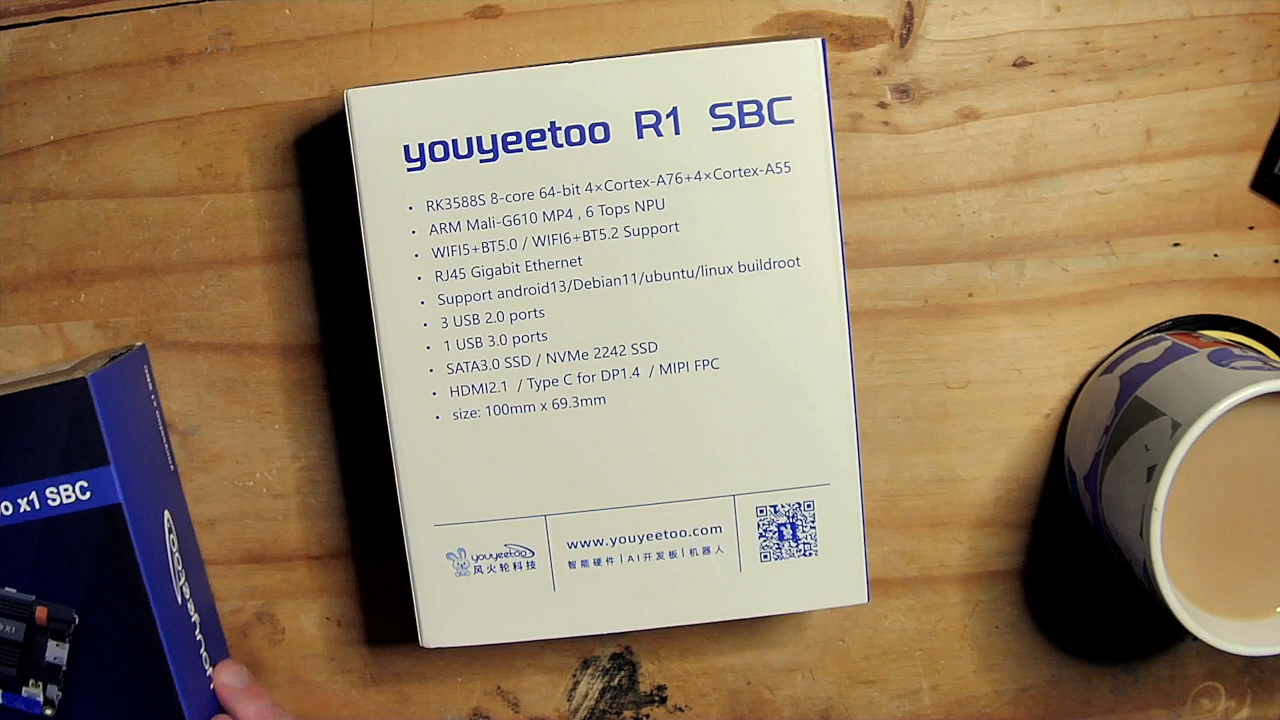 youyeetoo R1 SBC
• RK3588S 8-core 64-bit 4×Cortex-A76+4×Cortex-A55
• ARM Mali-G610 MP4 , 6 Tops NPU
• WIFI5+BT5.0 / WIFI6+BT5.2 Support
• RJ45 Gigabit Ethernet
• Support android13/Debian11/ubuntu/linux buildroot
• 3 USB 2.0 ports
• 1 USB 3.0 ports
• SATA3.0 SSD / NVMe 2242 SSD
• HDMI2.1 / Type C for DP1.4 / MIPI FPC
• size: 100mm x 69.3mm
youyeetoo
风火轮科技
www.youyeetoo.com
智能硬件|AI开发板|机器人
o x1 SBC
youyeetoo
X1